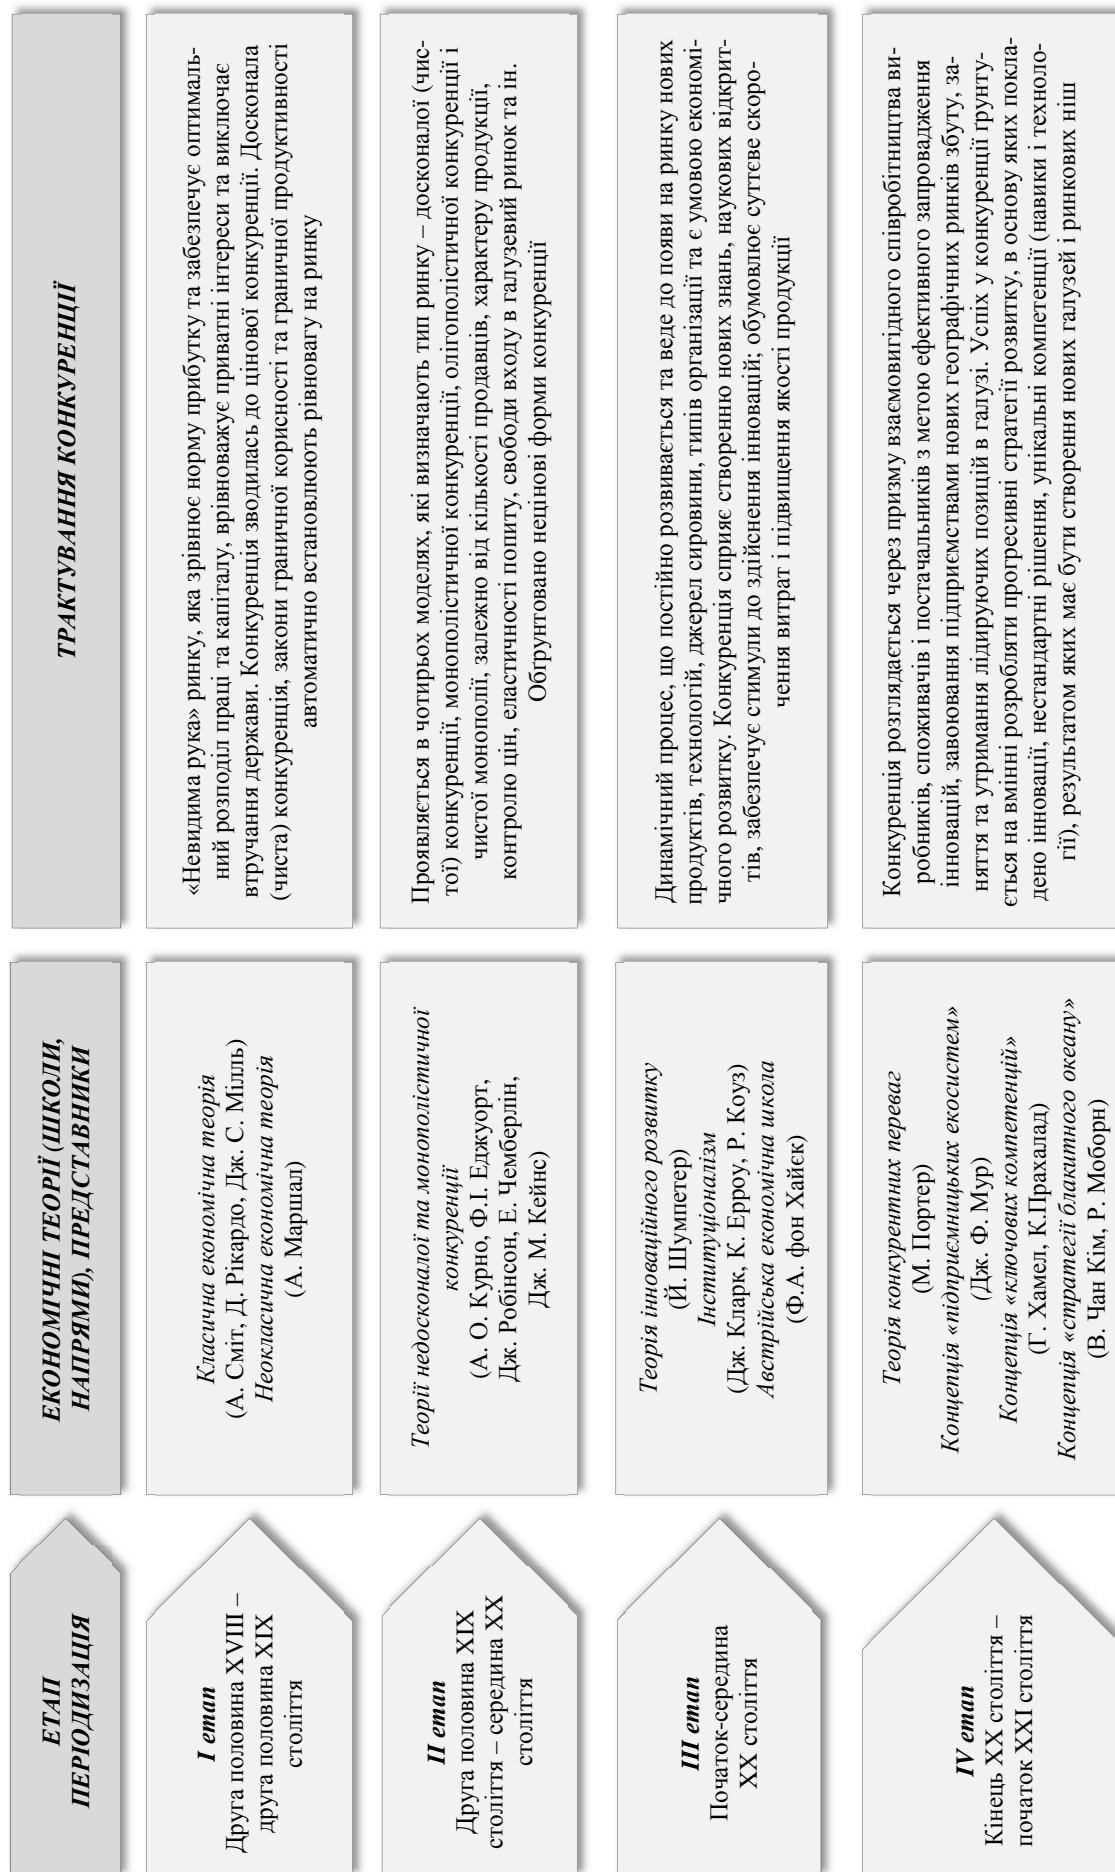 ЕТАП
ПЕРІОДИЗАЦІЯ
ЕКОНОМІЧНІ ТЕОРІЇ (ШКОЛИ,
НАПРЯМИ), ПРЕДСТАВНИКИ
ТРАКТУВАННЯ КОНКУРЕНЦІЇ
І етап
Друга половина XVIII –
друга половина XIX
століття
Класична економічна теорія
(А. Сміт, Д. Рікардо, Дж. С. Мілль)
Неокласична економічна теорія
(А. Маршал)
«Невидима рука» ринку, яка зрівнює норму прибутку та забезпечує оптималь-
ний розподіл праці та капіталу, врівноважує приватні інтереси та виключає
втручання держави. Конкуренція зводилась до цінової конкуренції. Досконала
(чиста) конкуренція, закони граничної корисності та граничної продуктивності
автоматично встановлюють рівновагу на ринку
ІІ етап
Друга половина XIX
століття – середина XX
століття
Теорії недосконалої та монополістичної
конкуренції
(А. О. Курно, Ф.І. Еджуорт,
Дж. Робінсон, Е. Чемберлін,
Дж. М. Кейнс)
Проявляється в чотирьох моделях, які визначають тип ринку – досконалої (чис-
тої) конкуренції, монополістичної конкуренції, олігополістичної конкуренції і
чистої монополії, залежно від кількості продавців, характеру продукції,
контролю цін, еластичності попиту, свободи входу в галузевий ринок та ін.
Обґрунтовано нецінові форми конкуренції
ІІІ етап
Початок-середина
XX століття
Теорія інноваційного розвитку
(Й. Шумпетер)
Інституціоналізм
(Дж. Кларк, К. Ерроу, Р. Коуз)
Австрійська економічна школа
(Ф.А. фон Хайєк)
Динамічний процес, що постійно розвивається та веде до появи на ринку нових
продуктів, технологій, джерел сировини, типів організації та є умовою економі-
чного розвитку. Конкуренція сприяє створенню нових знань, наукових відкрит-
тів, забезпечує стимули до здійснення інновацій; обумовлює суттєве скоро-
чення витрат і підвищення якості продукції
IV етап
Кінець XX століття –
початок XXI століття
Теорія конкурентних переваг
(М. Портер)
Концепція «підприємницьких екосистем»
(Дж. Ф. Мур)
Концепція «ключових компетенцій»
(Г. Хамел, К.Прахалад)
Концепція «стратегії блакитного океану»
(В. Чан Кім, Р. Моборн)
Конкуренція розглядається через призму взаємовигідного співробітництва ви-
робників, споживачів і постачальників з метою ефективного запровадження
інновацій, завоювання підприємствами нових географічних ринків збуту, за-
няття та утримання лідируючих позицій в галузі. Успіх у конкуренції ґрунту-
ється на вмінні розробляти прогресивні стратегії розвитку, в основу яких покла-
дено інновації, нестандартні рішення, унікальні компетенції (навики і техноло-
гії), результатом яких має бути створення нових галузей і ринкових ніш